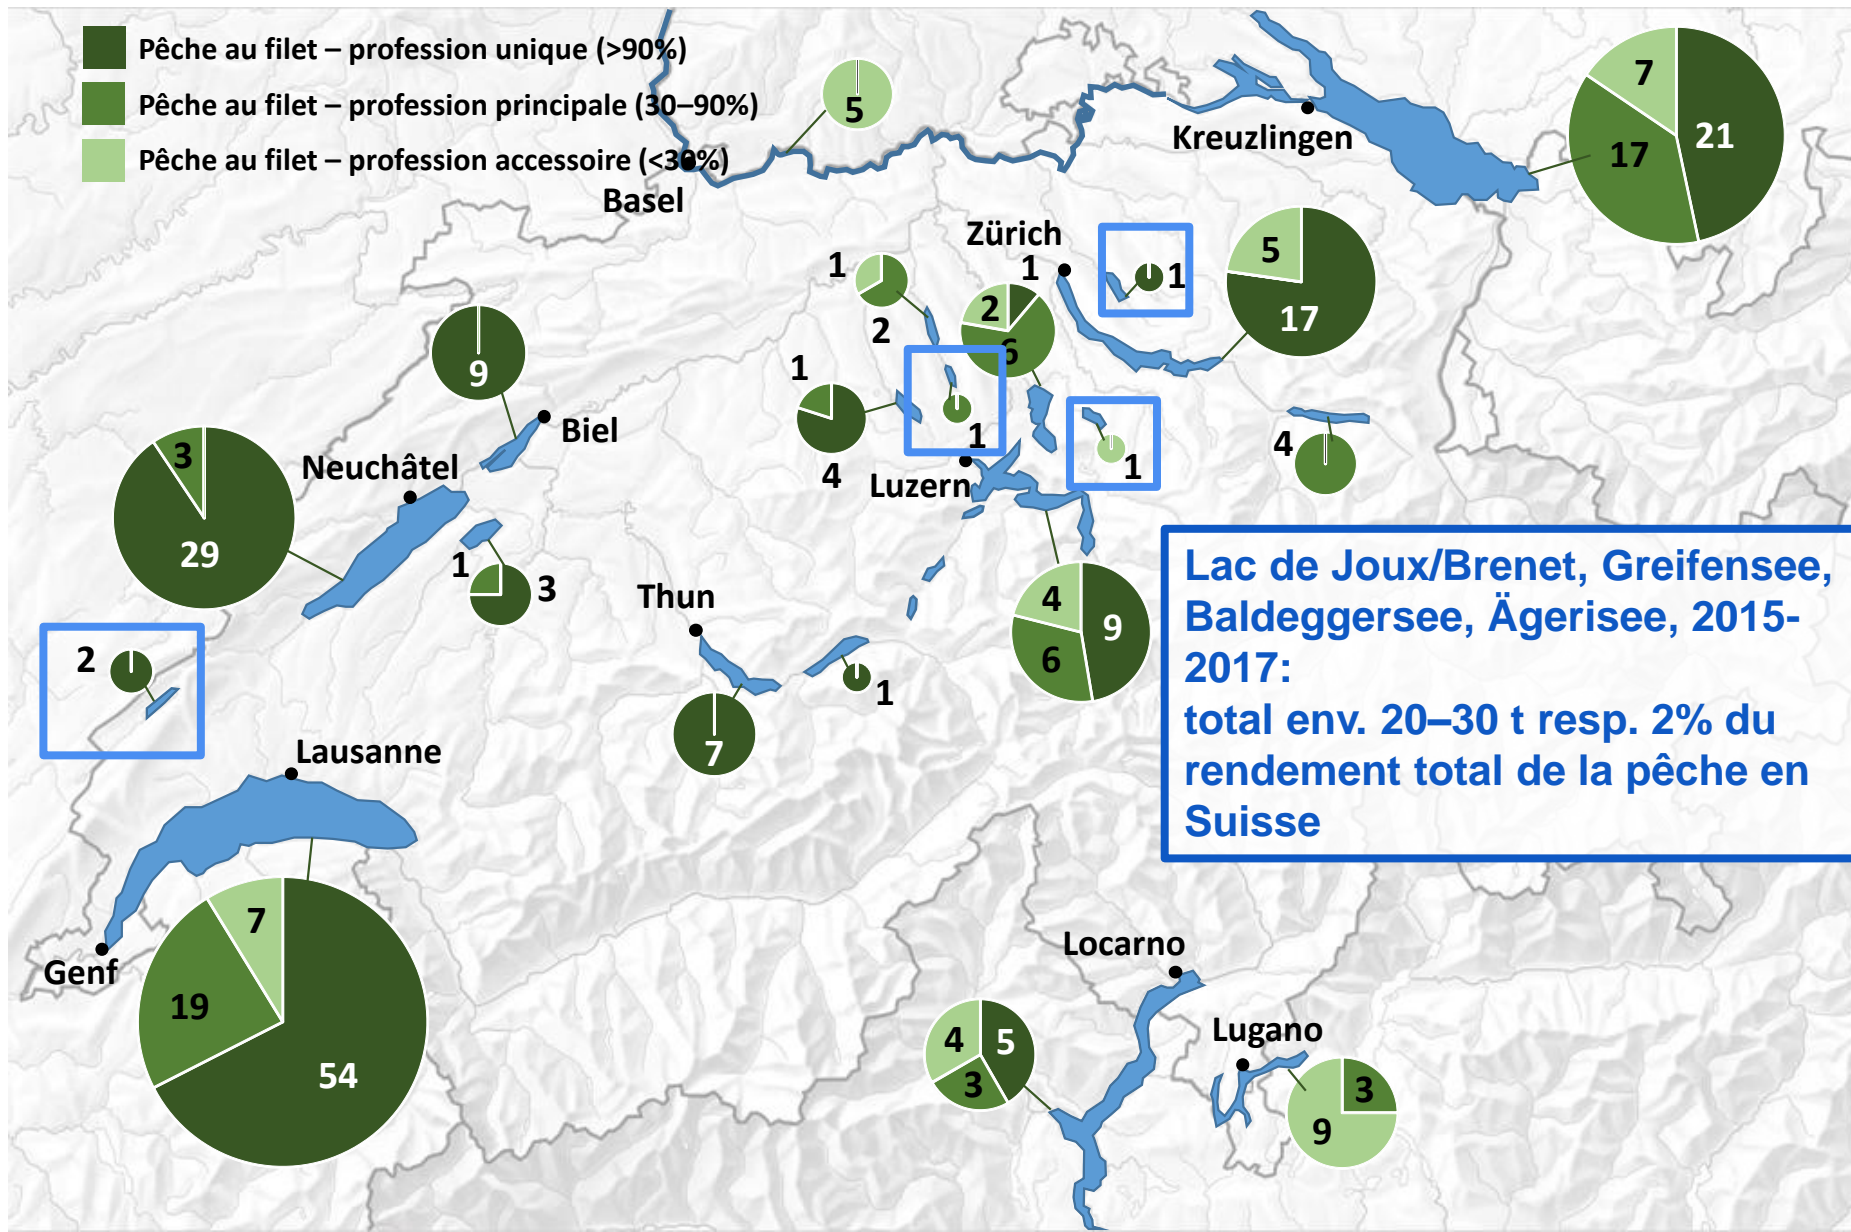 Pêche au filet – profession unique (>90%)
Pêche au filet – profession principale (30–90%)
Pêche au filet – profession accessoire (<30%)
5
Basel
Kreuzlingen
7
21
17
Zürich
1
5
17
1
1
2
2
1
6
1
4
1
Luzern
1
4
9
Biel
Neuchâtel
3
29
1
3
Thun
7
1
4
9
6
2
Lausanne
Genf
7
19
54
Lac de Joux/Brenet, Greifensee,
Baldeggersee, Ägerisee, 2015-
2017:
total env. 20–30 t resp. 2% du
rendement total de la pêche en
Suisse
Locarno
4
5
3
Lugano
3
9